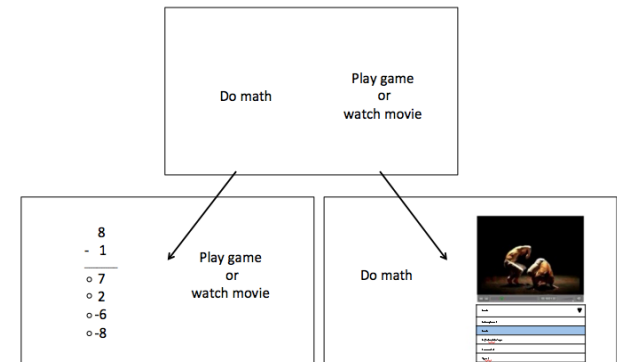 Do math
Play game
or
watch movie
8
- 1
7
2
-6
-8
Play game
or
watch movie
Do math